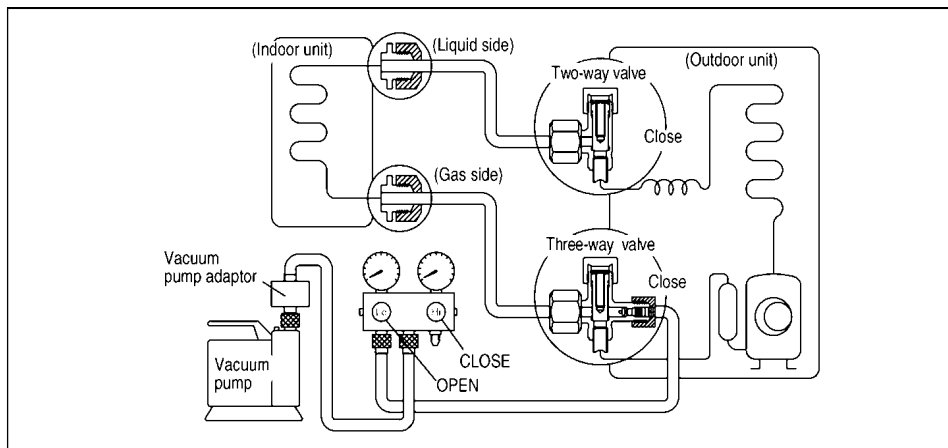 (Indoor unit)
(Liquid side)
Two-way valve
(Outdoor unit)
Close
(Gas side)
Three-way valve
Close
Vacuum
pump adaptor
Lo
Hi
CLOSE
OPEN
Vacuum
pump